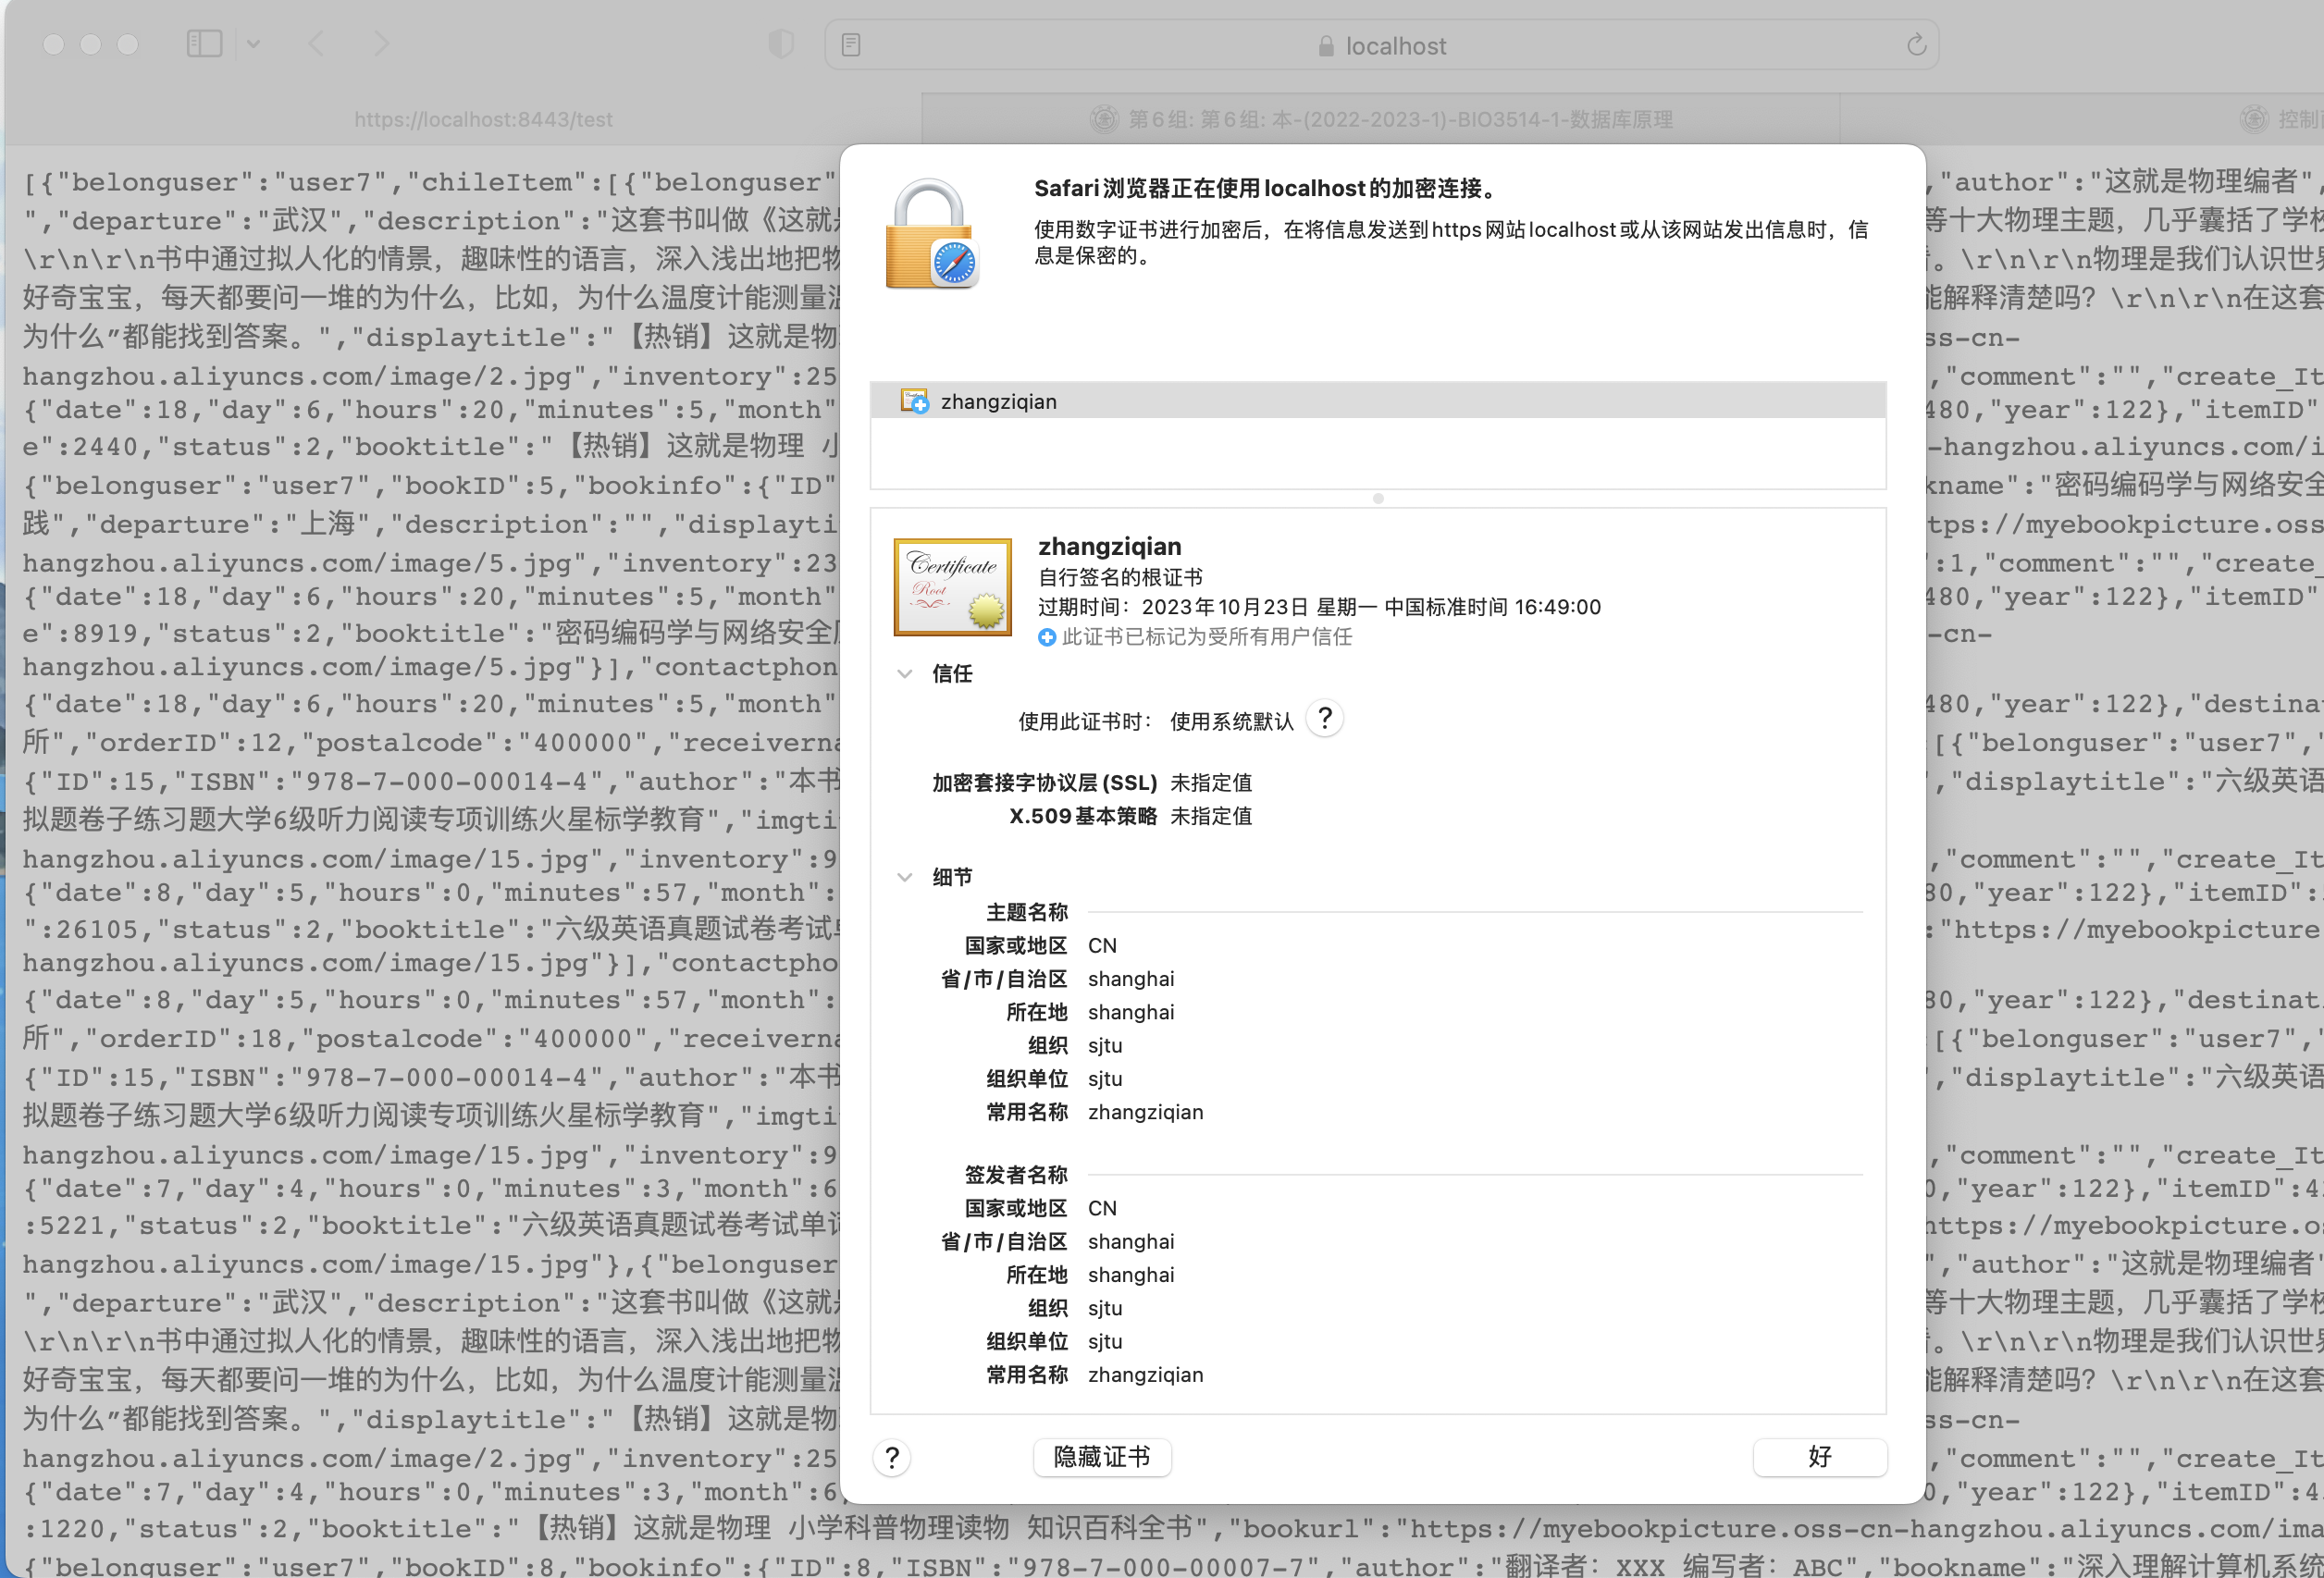 localhost
https://localhost:8443/test
第6组: 第6组: 本-(2022-2023-1)-BIO3514-1-数据库原理
控制
[{"belonguser":"user7","chileItem":[{"belonguser"
,"author":"这就是物理编者",
","departure":"武汉","description":"这套书叫做《这就
等十大物理主题，几乎囊括了学
\r\n\r\n书中通过拟人化的情景，趣味性的语言，深入浅出地把物
。\r\n\r\n物理是我们认识世
好奇宝宝，每天都要问一堆的为什么，比如，为什么温度计能测量
能解释清楚吗？\r\n\r\n在这套
为什么”都能找到答案。","displaytitle":"【热销】这就是物
ss-cn-
hangzhou.aliyuncs.com/image/2.jpg","inventory":25
,"comment":"","create_It
{"date":18,"day":6,"hours":20,"minutes":5,"month"
480,"year":122},"itemID"
e":2440,"status":2,"booktitle":"【热销】这就是物理 小
-hangzhou.aliyuncs.com/i
{"belonguser":"user7","bookID":5,"bookinfo":{"ID"
kname":"密码编码学与网络安全
践","departure":"上海","description":"","displayti
tps://myebookpicture.oss
hangzhou.aliyuncs.com/image/5.jpg","inventory":23
":1,"comment":"","create_
{"date":18,"day":6,"hours":20,"minutes":5,"month"
480,"year":122},"itemID"
e":8919,"status":2,"booktitle":"密码编码学与网络安全
-cn-
hangzhou.aliyuncs.com/image/5.jpg"}],"contactphon
{"date":18,"day":6,"hours":20,"minutes":5,"month"
480,"year":122},"destinat
所","orderID":12,"postalcode":"400000","receiverna
[{"belonguser":"user7","
{"ID":15,"ISBN":"978-7-000-00014-4","author":"本书
","displaytitle":"六级英语
拟题卷子练习题大学6级听力阅读专项训练火星标学教育","imgti
hangzhou.aliyuncs.com/image/15.jpg","inventory":9
,"comment":"","create_It
{"date":8,"day":5,"hours":0,"minutes":57,"month":
80,"year":122},"itemID":
":26105,"status":2,"booktitle":"六级英语真题试卷考试单
:"https://myebookpicture
hangzhou.aliyuncs.com/image/15.jpg"}],"contactpho
{"date":8,"day":5,"hours":0,"minutes":57,"month":
80,"year":122},"destinat
所","orderID":18,"postalcode":"400000","receiverna
[{"belonguser":"user7","
{"ID":15,"ISBN":"978-7-000-00014-4","author":"本书
","displaytitle":"六级英语
拟题卷子练习题大学6级听力阅读专项训练火星标学教育","imgti
hangzhou.aliyuncs.com/image/15.jpg","inventory":9
,"comment":"","create_It
{"date":7,"day":4,"hours":0,"minutes":3,"month":6
0,"year":122},"itemID":4
:5221,"status":2,"booktitle":"六级英语真题试卷考试单词
https://myebookpicture.os
hangzhou.aliyuncs.com/image/15.jpg"},{"belonguser
","author":"这就是物理编者"
","departure":"武汉","description":"这套书叫做《这就
等十大物理主题，几乎囊括了学
\r\n\r\n书中通过拟人化的情景，趣味性的语言，深入浅出地把物
。\r\n\r\n物理是我们认识世
好奇宝宝，每天都要问一堆的为什么，比如，为什么温度计能测量
能解释清楚吗？\r\n\r\n在这套
为什么”都能找到答案。","displaytitle":"【热销】这就是物
ss-cn-
hangzhou.aliyuncs.com/image/2.jpg","inventory":25
,"comment":"","create_It
{"date":7,"day":4,"hours":0,"minutes":3,"month":6,
0,"year":122},"itemID":4
:1220,"status":2,"booktitle":"【热销】这就是物理 小学科普物理读物 知识百科全书","bookurl":"https://myebookpicture.oss-cn-hangzhou.aliyuncs.com/ima
{"belonguser":"user7","bookID":8,"bookinfo":{"ID":8,"ISBN":"978-7-000-00007-7","author":"翻译者：XXX 编写者：ABC","bookname":"深入理解计算机系统
Safari 浏览器正在使用localhost的加密连接。
使用数字证书进行加密后，在将信息发送到https 网站localhost或从该网站发出信息时，信
息是保密的。
zhangziqian
Certificate
Root
zhangziqian
自行签名的根证书
过期时间：2023年10月23日 星期一 中国标准时间 16:49:00
此证书已标记为受所有用户信任
信任
使用此证书时： 使用系统默认 ?
加密套接字协议层 (SSL) 未指定值
X.509 基本策略 未指定值
细节
主题名称
国家或地区 CN
省/市/自治区 shanghai
所在地 shanghai
组织 sjtu
组织单位 sjtu
常用名称 zhangziqian
签发者名称
国家或地区 CN
省/市/自治区 shanghai
所在地 shanghai
组织 sjtu
组织单位 sjtu
常用名称 zhangziqian
? 隐藏证书 好